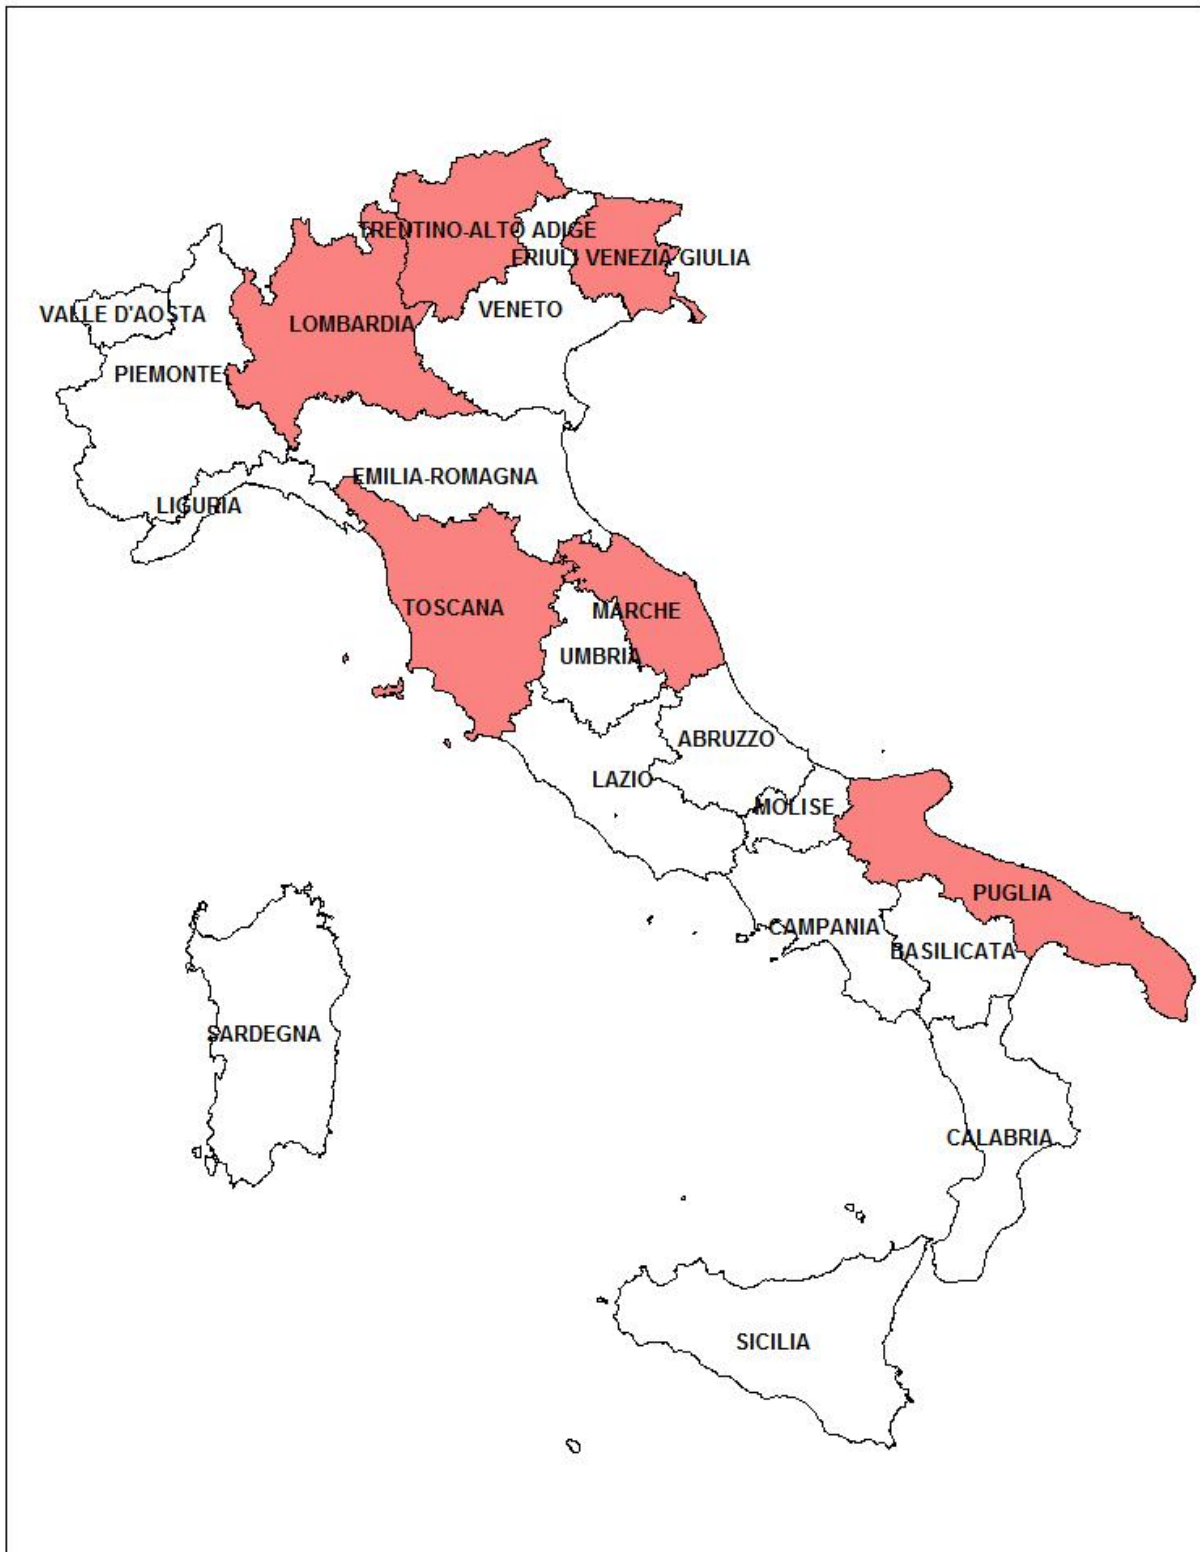 TRENTINO-ALTO ADIGE
FRIULI VENEZIA GIULIA
VALLE D'AOSTA
VENETO
LOMBARDIA
PIEMONTE
EMILIA-ROMAGNA
LIGURIA
TOSCANA
MARCHE
UMBRIA
ABRUZZO
LAZIO
MOLISE
PUGLIA
CAMPANIA
BASILICATA
SARDEGNA
CALABRIA
SICILIA